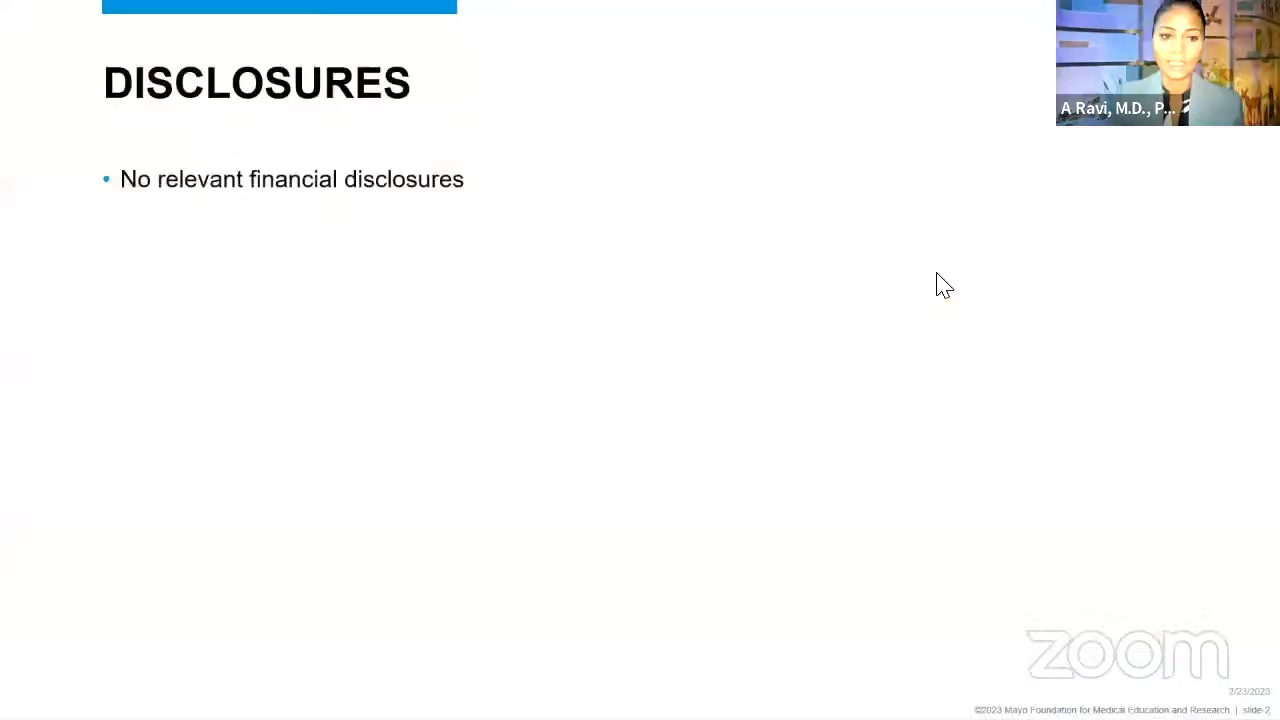 DISCLOSURES
A Ravi, M.D., P...
• No relevant financial disclosures
zoom
2/23/2023
©2023 Mayo Foundation for Medical Education and Research | slide-2